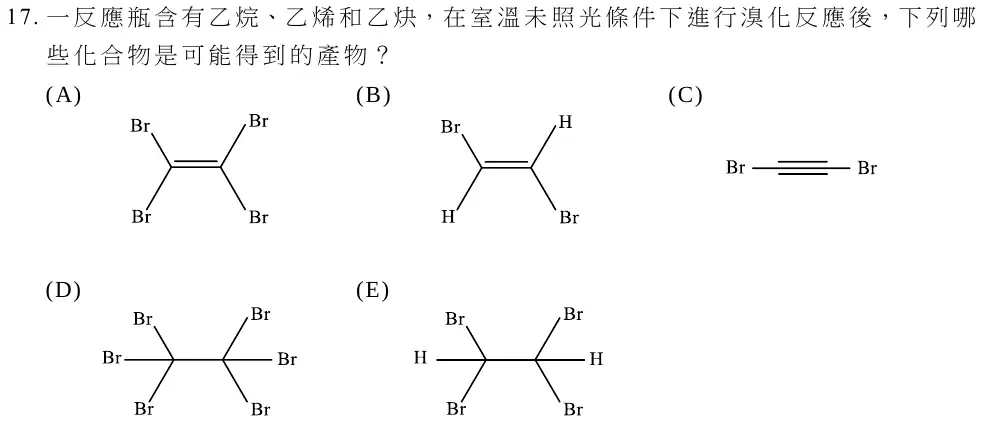 17. 一反應瓶含有乙烷、乙烯和乙炔，在室溫未照光條件下進行溴化反應後，下列哪
些化合物是可能得到的產物？
(A) (B) (C)
Br Br Br H
Br Br
Br Br H Br
(D) (E)
Br Br Br Br
Br Br H H
Br Br Br Br